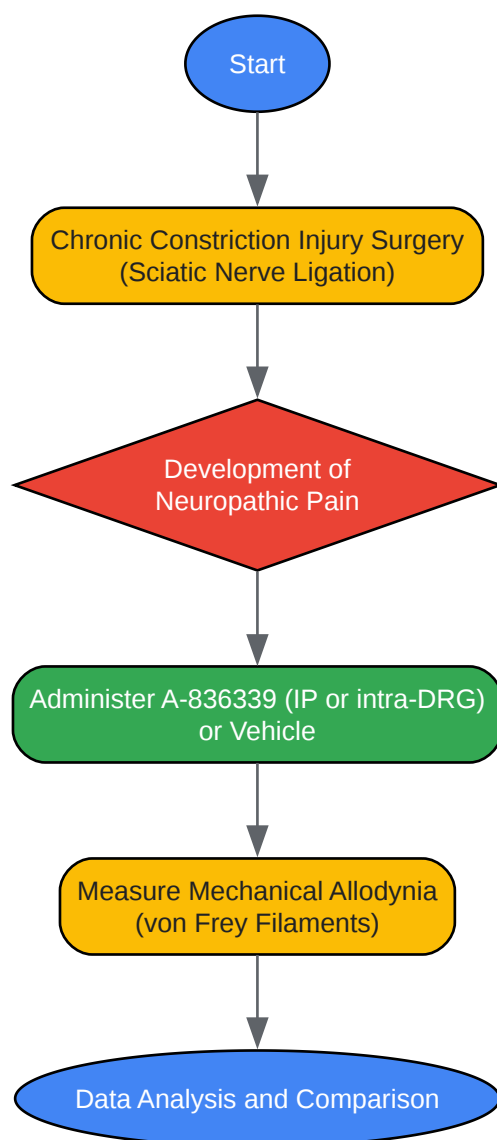 Start
Chronic Constriction Injury Surgery
(Sciatic Nerve Ligation)
Development of
Neuropathic Pain
Administer A-836339 (IP or intra-DRG)
or Vehicle
Measure Mechanical Allodynia
(von Frey Filaments)
Data Analysis and Comparison